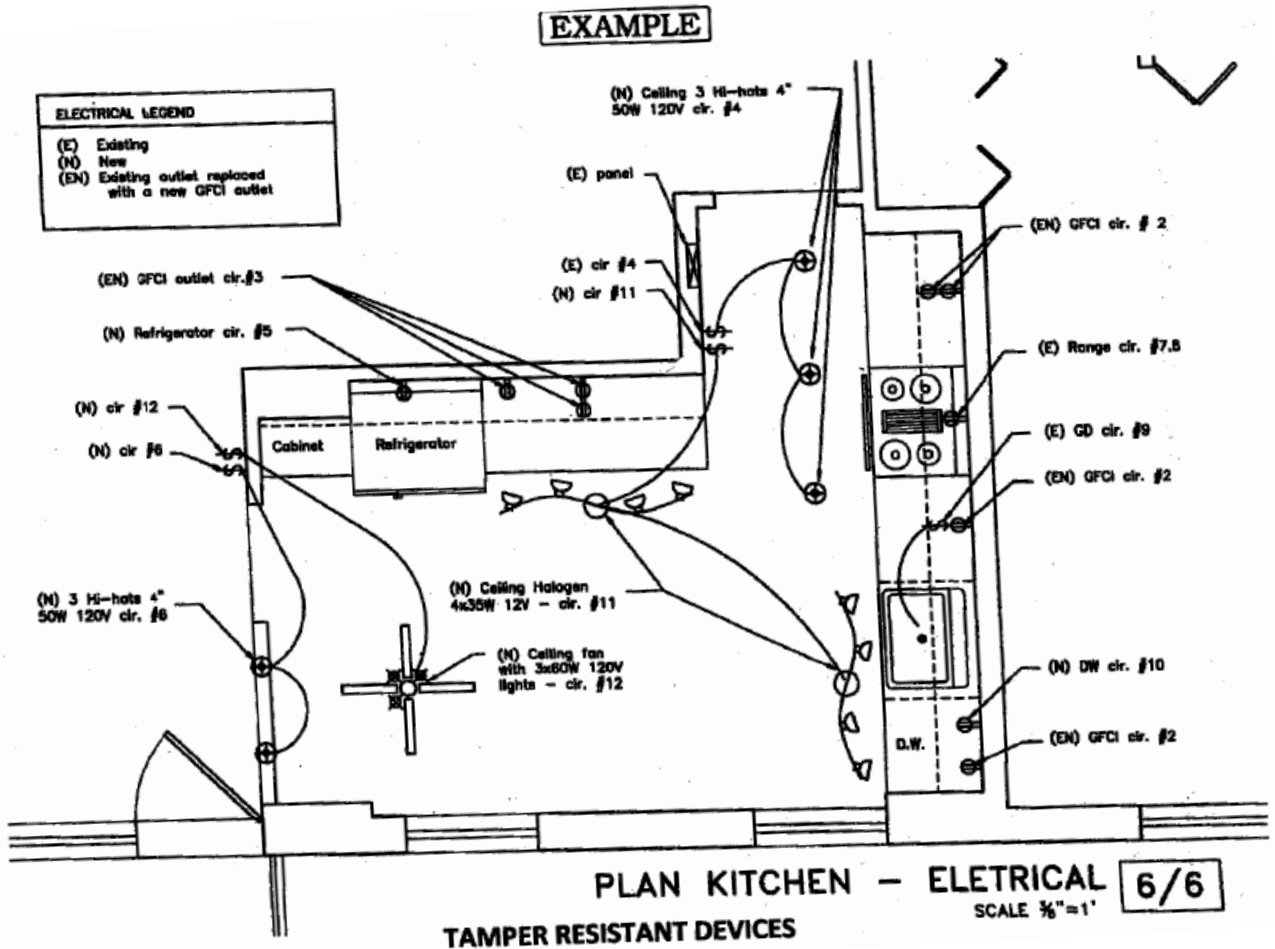 EXAMPLE
ELECTRICAL LEGEND
(E) Existing
(N) New
(EN) Existing outlet replaced
with a new GFCI outlet
(N) Ceiling 3 Hi-hats 4"
50W 120V cir. #4
(E) panel
(E) cir #4
(N) cir #11
(EN) GFCI outlet cir.#3
(N) Refrigerator cir. #5
(N) cir #12
(N) cir #6
Cabinet
Refrigerator
(EN) GFCI cir. # 2
(E) Range cir. #7,8
(E) GD cir. #9
(EN) GFCI cir. #2
(N) 3 Hi-hats 4"
50W 120V cir. #6
(N) Ceiling Halogen
4x35W 12V - cir. #11
(N) Ceiling fan
with 3x60W 120V
lights - cir. #12
(N) DW cir. #10
(EN) GFCI cir. #2
D.W.
PLAN KITCHEN - ELETRICAL
6/6
SCALE ⅜"=1'
TAMPER RESISTANT DEVICES